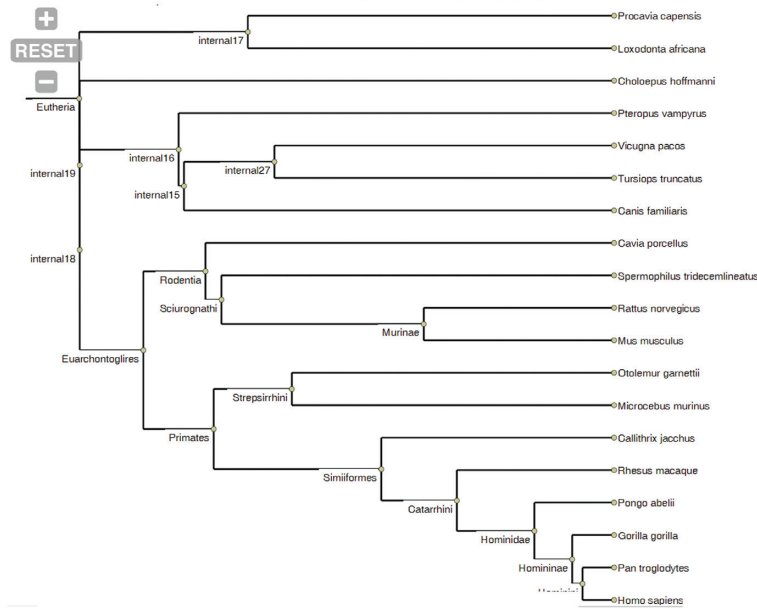 +
Procavia capensis
internal17
RESET
Loxodonta africana
−
Choloepus hoffmanni
Eutheria
Pteropus vampyrus
Vicugna pacos
internal16
internal19
internal27
Tursiops truncatus
internal15
Canis familiaris
Cavia porcellus
internal18
Spermophilus tridecemlineatus
Rodentia
Sciurognathi
Rattus norvegicus
Murinae
Mus musculus
Euarchontoglires
Otolemur garnettii
Strepsirrhini
Microcebus murinus
Primates
Callithrix jacchus
Rhesus macaque
Simiiformes
Pongo abelii
Catarrhini
Gorilla gorilla
Hominidae
Pan troglodytes
Homininae
Homo sapiens